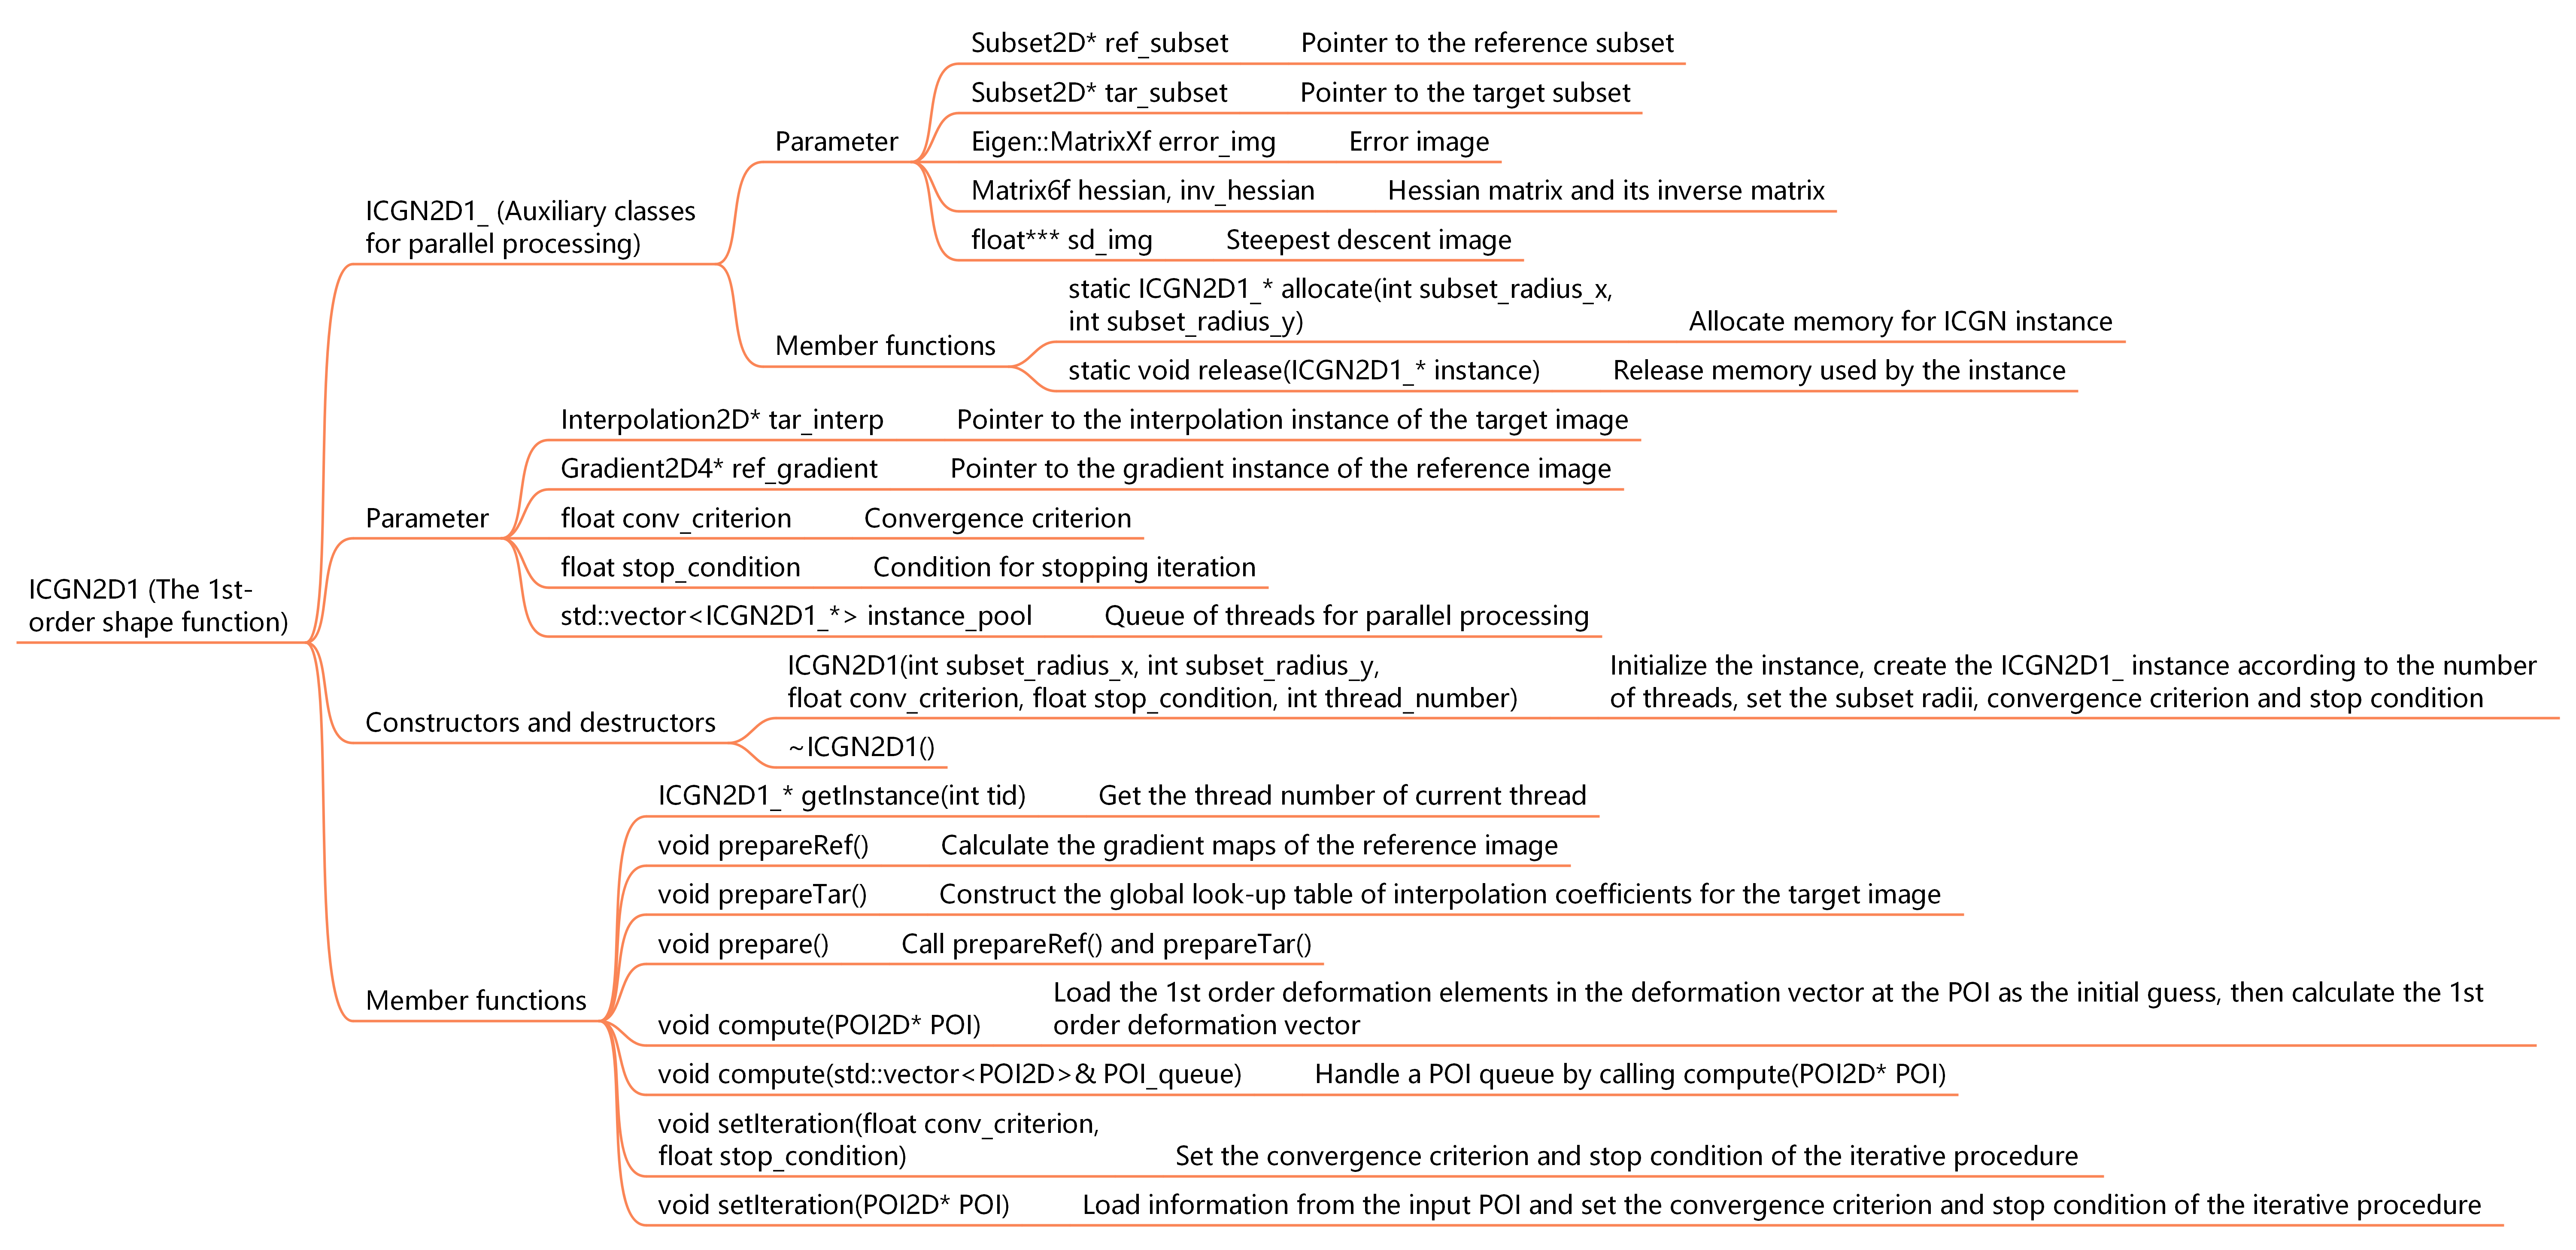 ICGN2D1 (The 1st-
order shape function)
ICGN2D1_ (Auxiliary classes
for parallel processing)
Parameter
Subset2D* ref_subset Pointer to the reference subset
Subset2D* tar_subset Pointer to the target subset
Eigen::MatrixXf error_img Error image
Matrix6f hessian, inv_hessian Hessian matrix and its inverse matrix
float*** sd_img Steepest descent image
Member functions
static ICGN2D1_* allocate(int subset_radius_x,
int subset_radius_y) Allocate memory for ICGN instance
static void release(ICGN2D1_* instance) Release memory used by the instance
Parameter
Interpolation2D* tar_interp Pointer to the interpolation instance of the target image
Gradient2D4* ref_gradient Pointer to the gradient instance of the reference image
float conv_criterion Convergence criterion
float stop_condition Condition for stopping iteration
std::vector<ICGN2D1_*> instance_pool Queue of threads for parallel processing
Constructors and destructors
ICGN2D1(int subset_radius_x, int subset_radius_y,
float conv_criterion, float stop_condition, int thread_number)
Initialize the instance, create the ICGN2D1_ instance according to the number
of threads, set the subset radii, convergence criterion and stop condition
~ICGN2D1()
Member functions
ICGN2D1_* getInstance(int tid) Get the thread number of current thread
void prepareRef() Calculate the gradient maps of the reference image
void prepareTar() Construct the global look-up table of interpolation coefficients for the target image
void prepare() Call prepareRef() and prepareTar()
void compute(POI2D* POI)
Load the 1st order deformation elements in the deformation vector at the POI as the initial guess, then calculate the 1st
order deformation vector
void compute(std::vector<POI2D>& POI_queue) Handle a POI queue by calling compute(POI2D* POI)
void setIteration(float conv_criterion,
float stop_condition) Set the convergence criterion and stop condition of the iterative procedure
void setIteration(POI2D* POI) Load information from the input POI and set the convergence criterion and stop condition of the iterative procedure